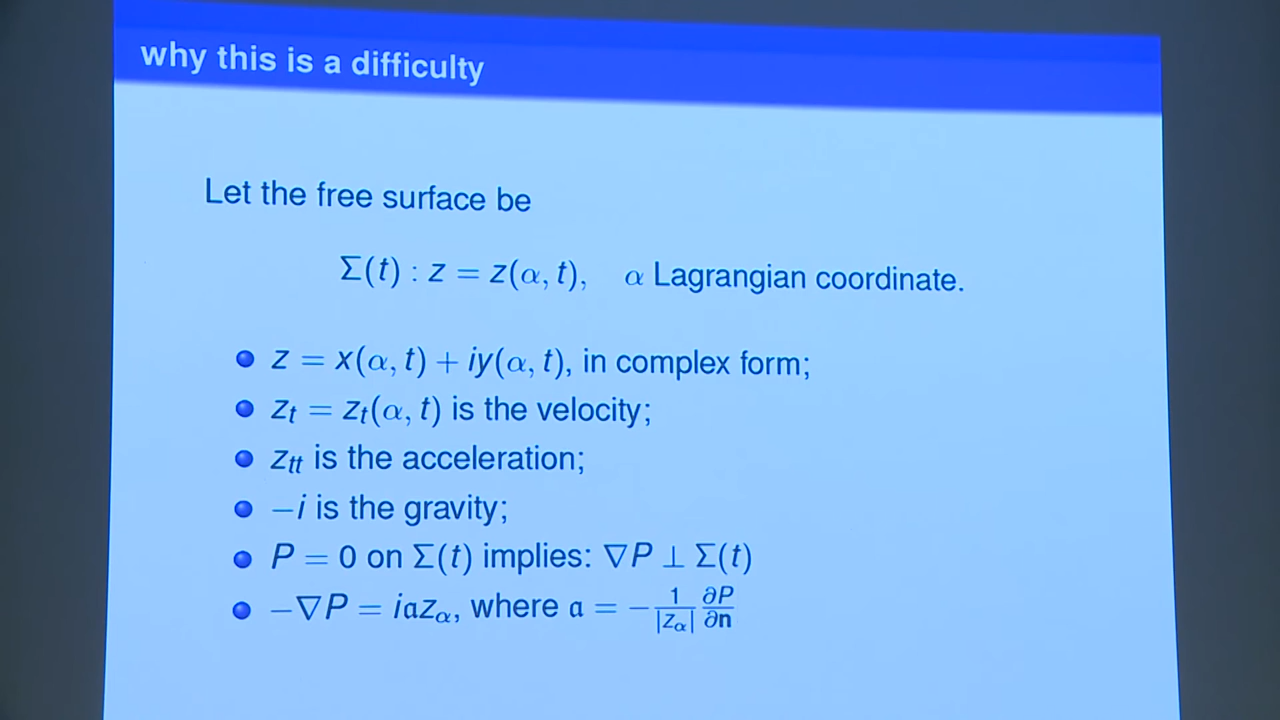 why this is a difficulty
Let the free surface be
Σ(t) : z = z(α, t), α Lagrangian coordinate.
z = x(α, t) + iy(α, t), in complex form;
z_t = z_t(α, t) is the velocity;
z_tt is the acceleration;
−i is the gravity;
P = 0 on Σ(t) implies: ∇P ⊥ Σ(t)
−∇P = i𝔞z_α, where 𝔞 = −1/|z_α| ∂P/∂n